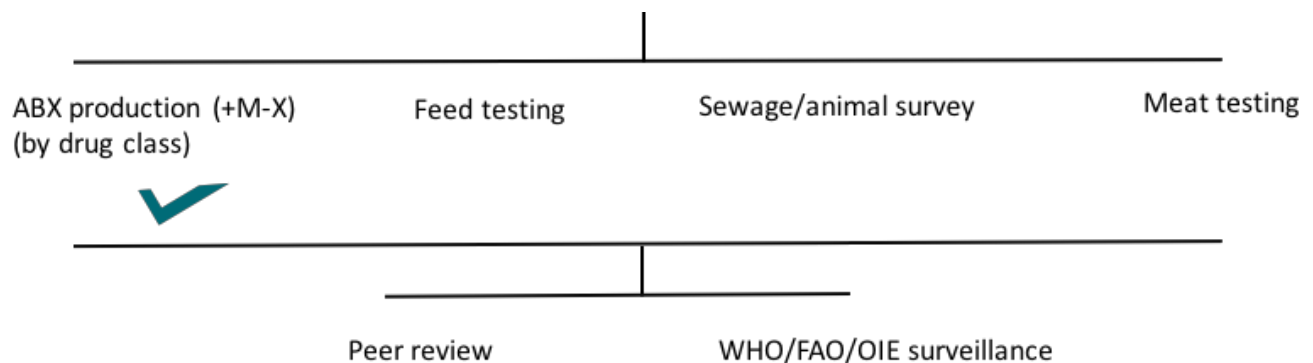 ABX production (+M-X)
(by drug class)
Feed testing
Sewage/animal survey
Meat testing
Peer review
WHO/FAO/OIE surveillance